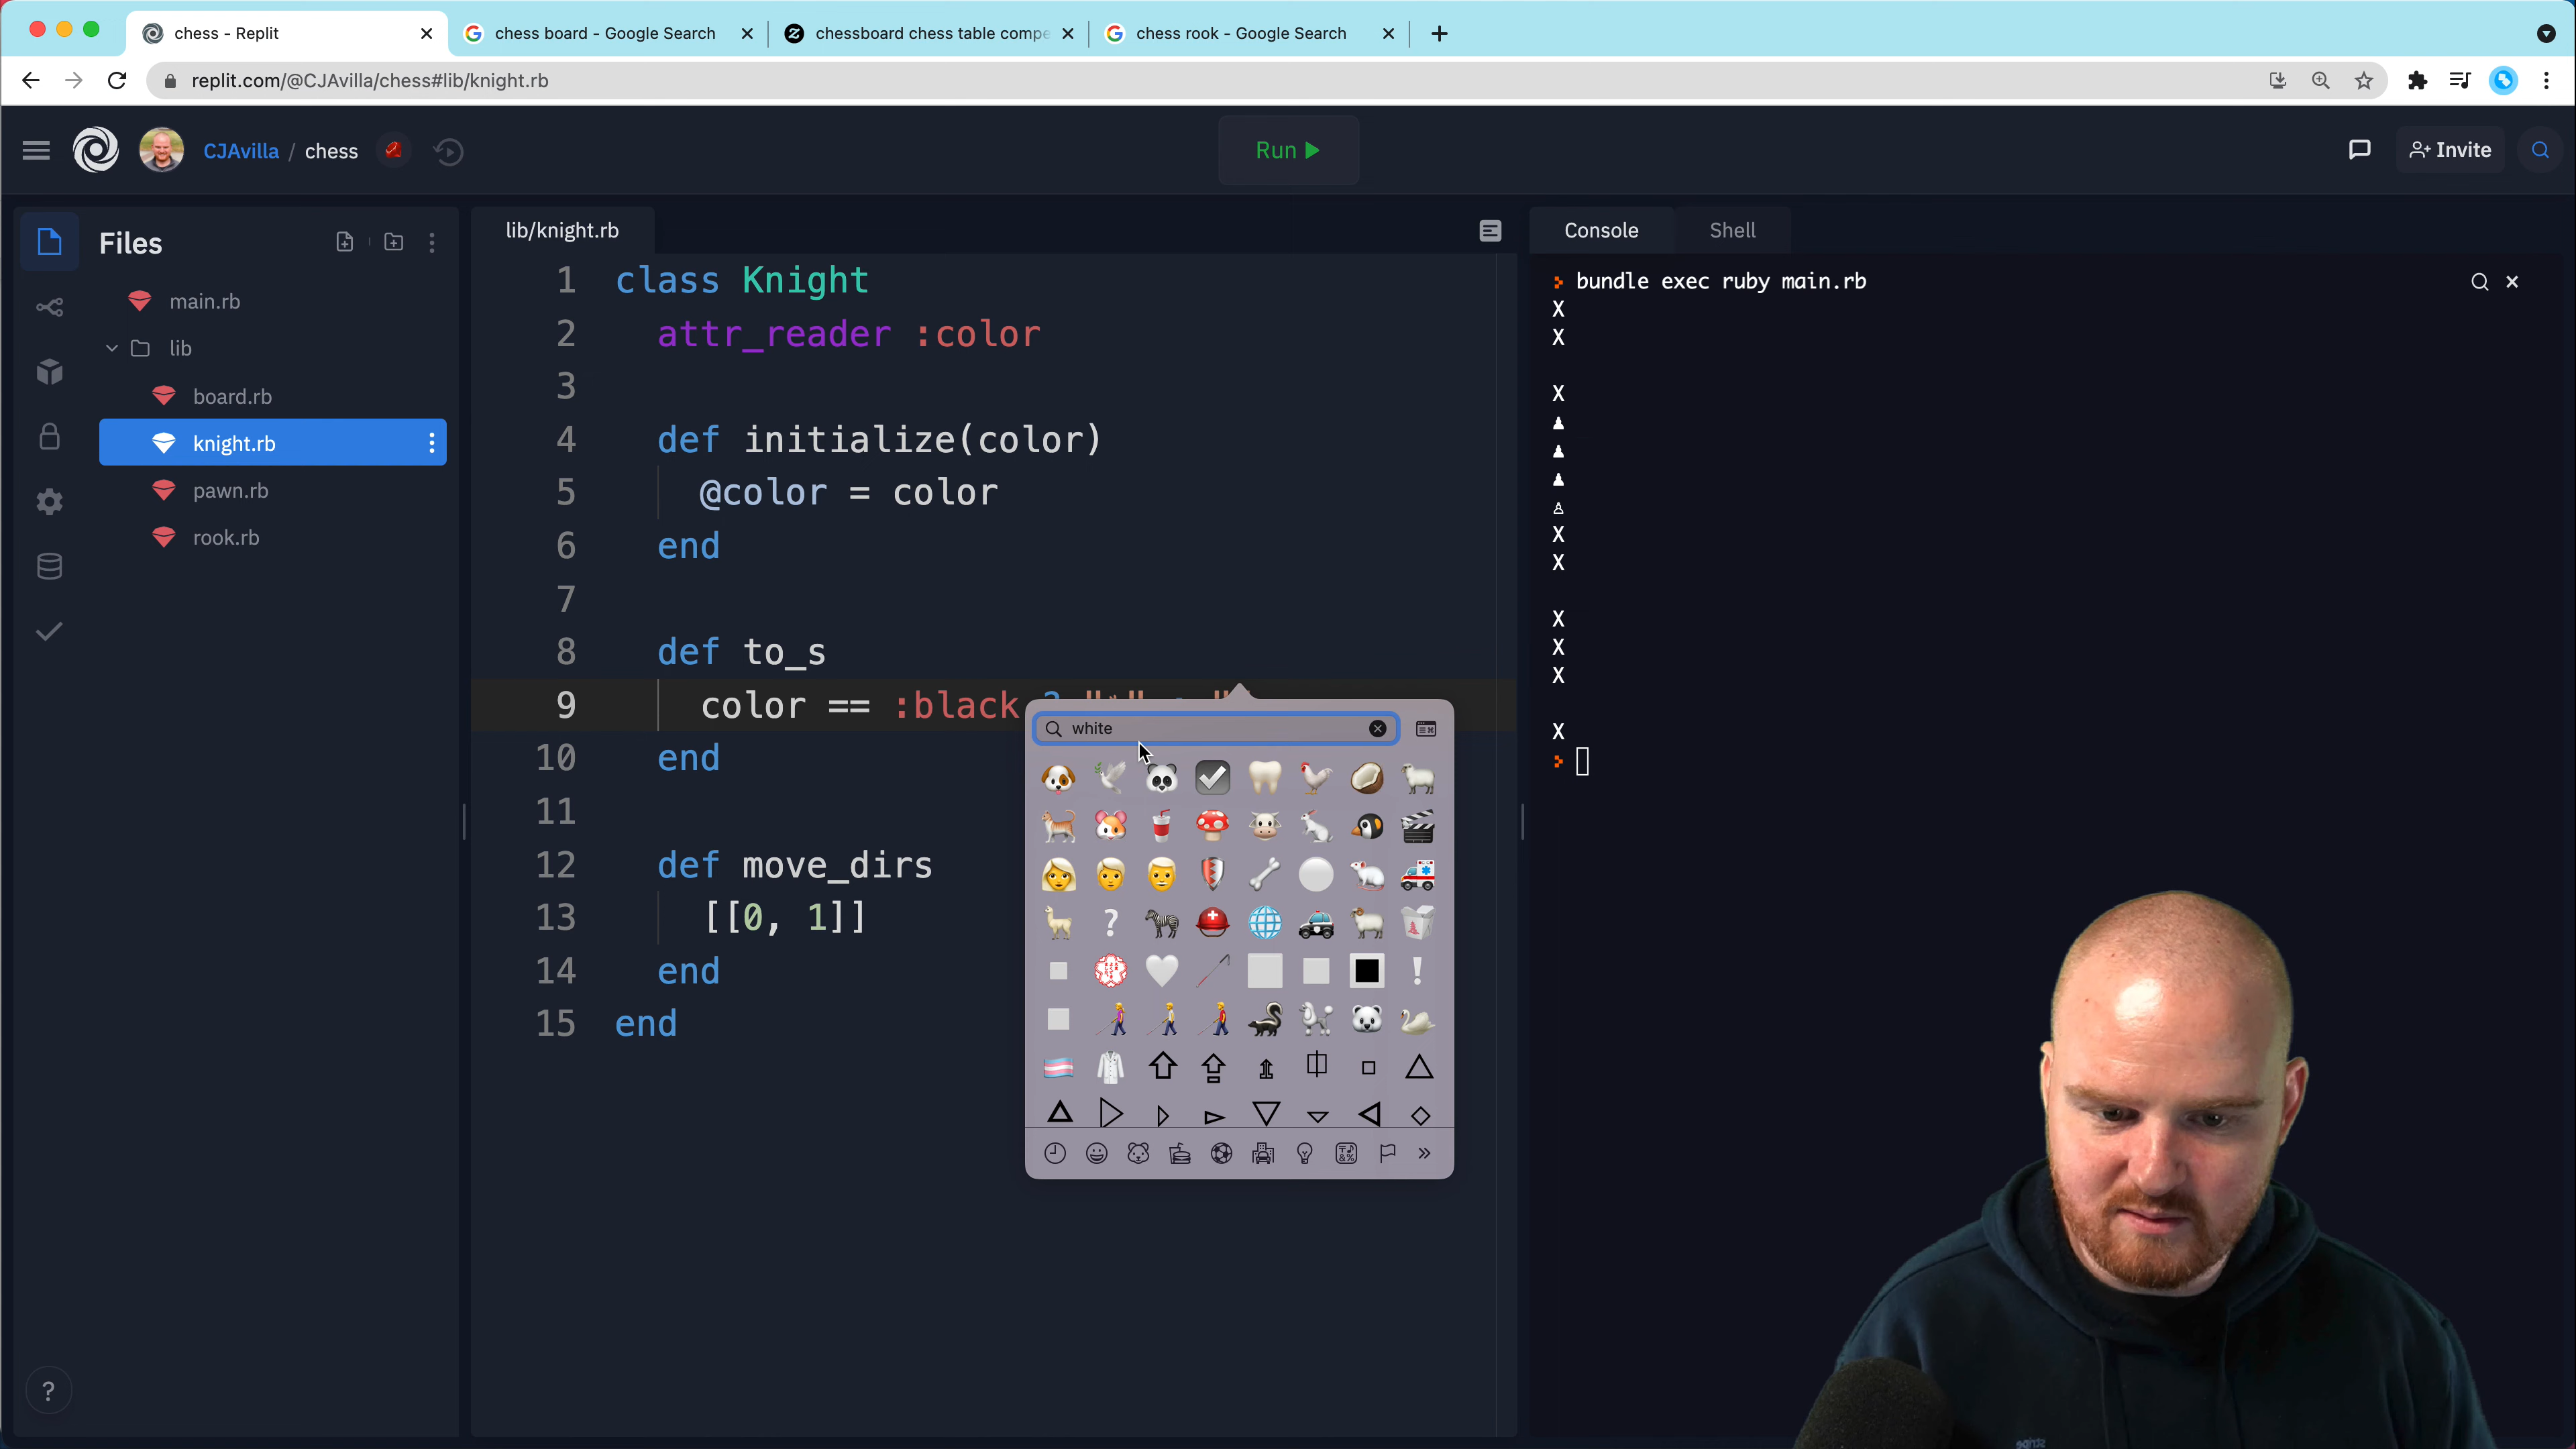 chess - Replit
chess board - Google Search
chessboard chess table compe
chess rook - Google Search
replit.com/@CJAvilla/chess#lib/knight.rb
CJAvilla / chess
Run
Invite
Files
main.rb
lib
board.rb
knight.rb
pawn.rb
rook.rb
lib/knight.rb
1 class Knight
2 attr_reader :color
3
4 def initialize(color)
5 @color = color
6 end
7
8 def to_s
9 color == :black
10 end
11
12 def move_dirs
13 [[0, 1]]
14 end
15 end
white
Console
Shell
bundle exec ruby main.rb
X
X
X
♟
♟
♟
♙
X
X
X
X
X
X
?